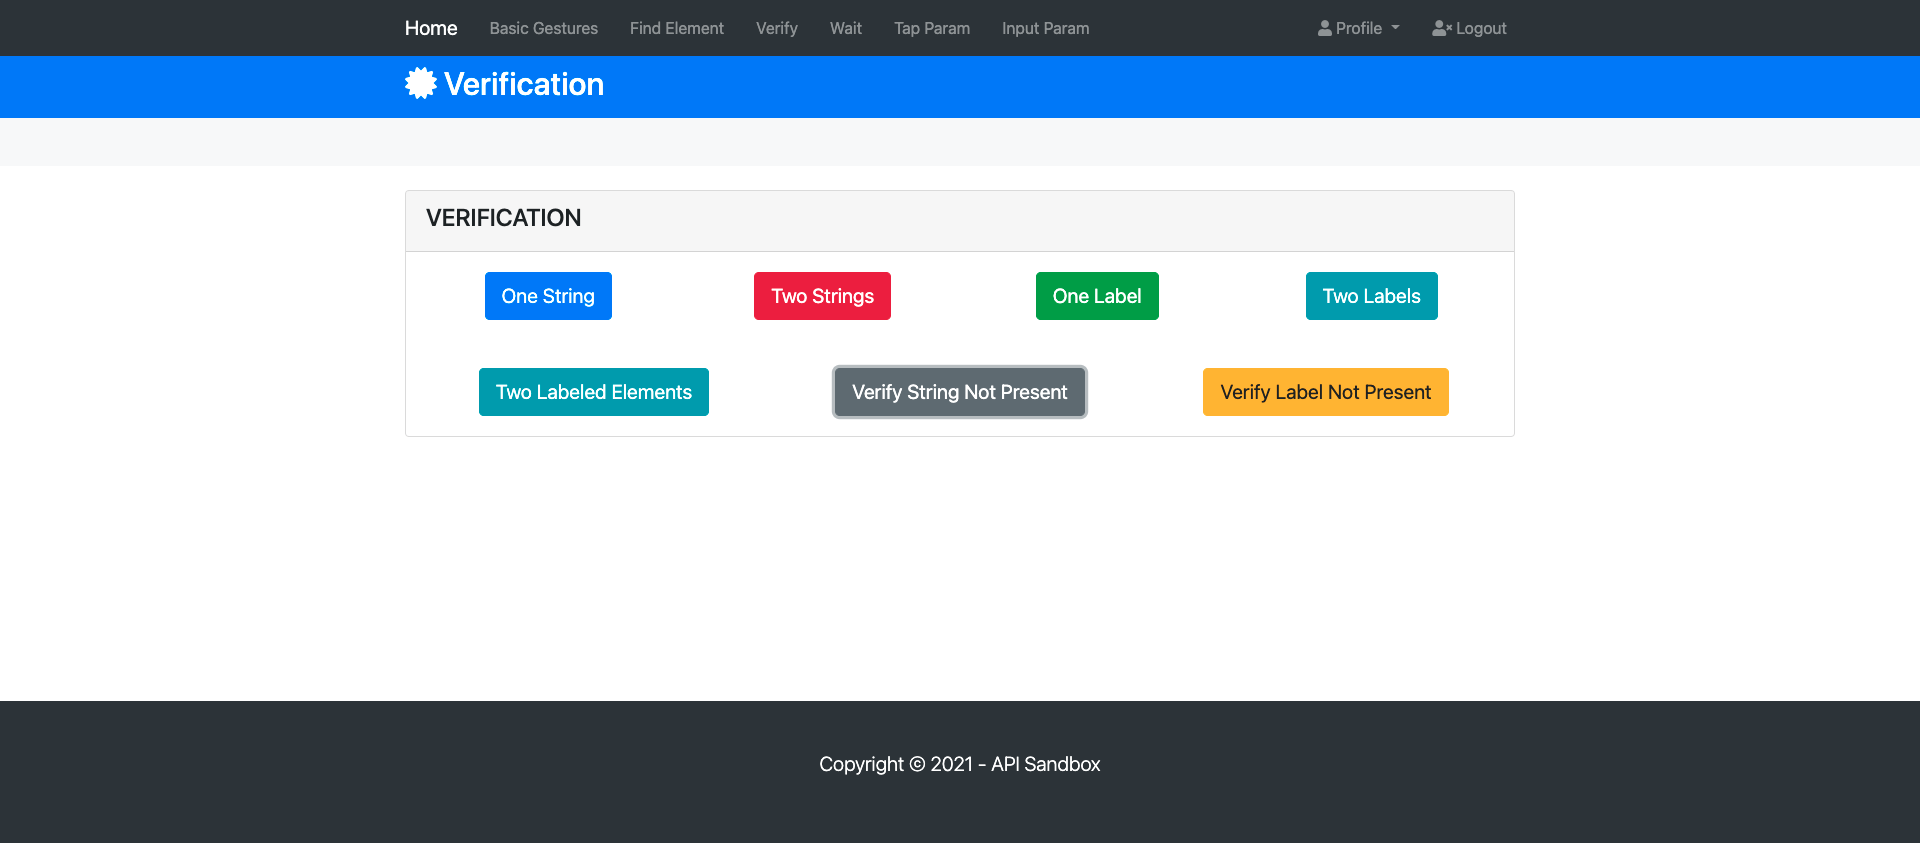 Home Basic Gestures Find Element Verify Wait Tap Param Input Param Profile Logout
Verification
VERIFICATION
One String Two Strings One Label Two Labels
Two Labeled Elements Verify String Not Present Verify Label Not Present
Copyright © 2021 - API Sandbox